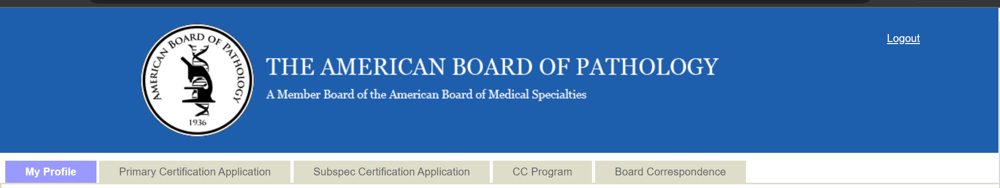 Logout
AMERICAN BOARD OF PATHOLOGY
1936
THE AMERICAN BOARD OF PATHOLOGY
A Member Board of the American Board of Medical Specialties
My Profile
Primary Certification Application
Subspec Certification Application
CC Program
Board Correspondence